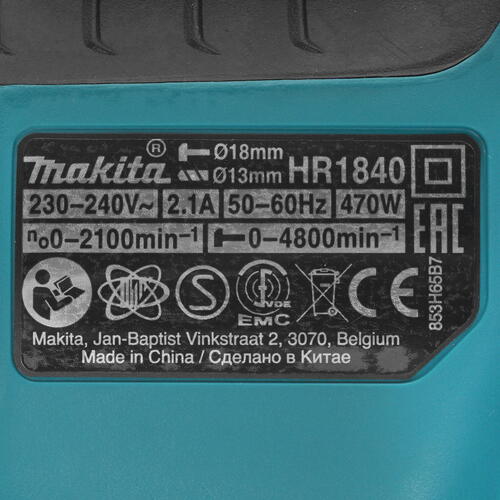 makita® Ø18mm HR1840
Ø13mm
230-240V~ 2.1A 50-60Hz 470W
n₀0-2100min⁻¹ 0-4800min⁻¹
EAC
S VDE
EMC
CE
853H65B7
Makita, Jan-Baptist Vinkstraat 2, 3070, Belgium
Made in China / Сделано в Китае